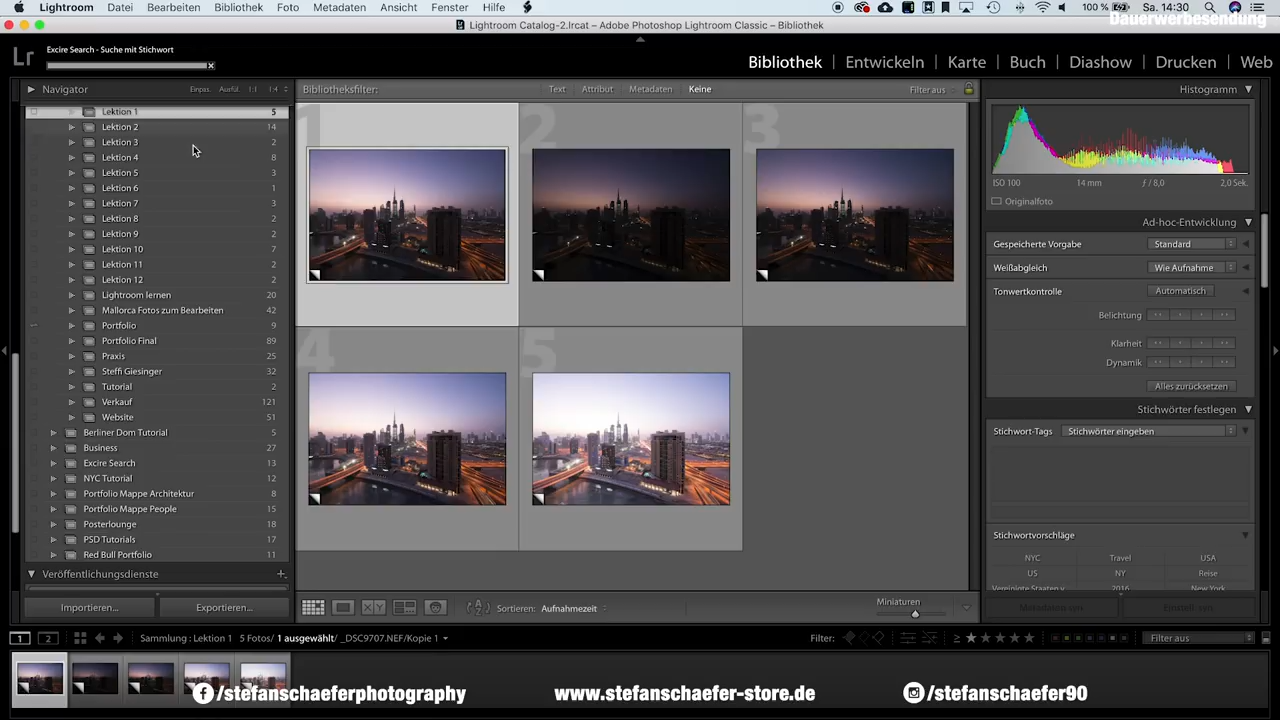 Lightroom Datei Bearbeiten Bibliothek Foto Metadaten Ansicht Fenster Hilfe 100 % Sa. 14:30
Dauerwerbesendung
Lightroom Catalog-2.lrcat – Adobe Photoshop Lightroom Classic – Bibliothek
Lr
Excire Search - Suche mit Stichwort
Bibliothek | Entwickeln | Karte | Buch | Diashow | Drucken | Web
Navigator Einpas. Ausfül. 1:1 1:4
Lektion 1 5
Lektion 2 14
Lektion 3 2
Lektion 4 8
Lektion 5 3
Lektion 6 1
Lektion 7 3
Lektion 8 2
Lektion 9 2
Lektion 10 7
Lektion 11 2
Lektion 12 2
Lightroom lernen 20
Mallorca Fotos zum Bearbeiten 42
Portfolio 9
Portfolio Final 89
Praxis 25
Steffi Giesinger 32
Tutorial 2
Verkauf 121
Website 51
Berliner Dom Tutorial 5
Business 27
Excire Search 13
NYC Tutorial 12
Portfolio Mappe Architektur 6
Portfolio Mappe People 15
Posterlounge 18
PSD Tutorials 17
Red Bull Portfolio 11
Veröffentlichungsdienste
Importieren... Exportieren...
Bibliotheksfilter: Text Attribut Metadaten Keine Filter aus
1 2 3
4 5
Sortieren: Aufnahmezeit Miniaturen
Histogramm
ISO 100 14 mm ƒ / 8,0 2,0 Sek.
Originalfoto
Ad-hoc-Entwicklung
Gespeicherte Vorgabe Standard
Weißabgleich Wie Aufnahme
Tonwertkontrolle Automatisch
Belichtung
Klarheit
Dynamik
Alles zurücksetzen
Stichwörter festlegen
Stichwort-Tags Stichwörter eingeben
Stichwortvorschläge
NYC Travel USA
US NY Reise
2016 New York
1 2 Sammlung : Lektion 1 5 Fotos / 1 ausgewählt / _DSC9707.NEF/Kopie 1 Filter: Filter aus
/stefanschaeferphotography www.stefanschaefer-store.de /stefanschaefer90